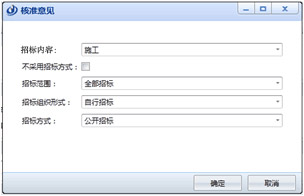 核准意见
招标内容： 施工
不采用招标方式：
招标范围： 全部招标
招标组织形式： 自行招标
招标方式： 公开招标
确定 取消